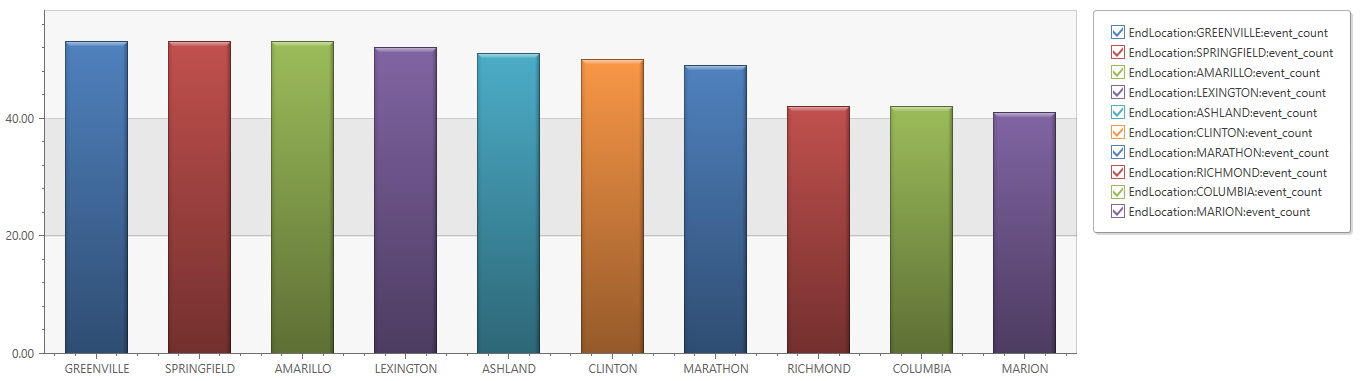 40.00
20.00
0.00
GREENVILLE SPRINGFIELD AMARILLO LEXINGTON ASHLAND CLINTON MARATHON RICHMOND COLUMBIA MARION
EndLocation:GREENVILLE:event_count
EndLocation:SPRINGFIELD:event_count
EndLocation:AMARILLO:event_count
EndLocation:LEXINGTON:event_count
EndLocation:ASHLAND:event_count
EndLocation:CLINTON:event_count
EndLocation:MARATHON:event_count
EndLocation:RICHMOND:event_count
EndLocation:COLUMBIA:event_count
EndLocation:MARION:event_count